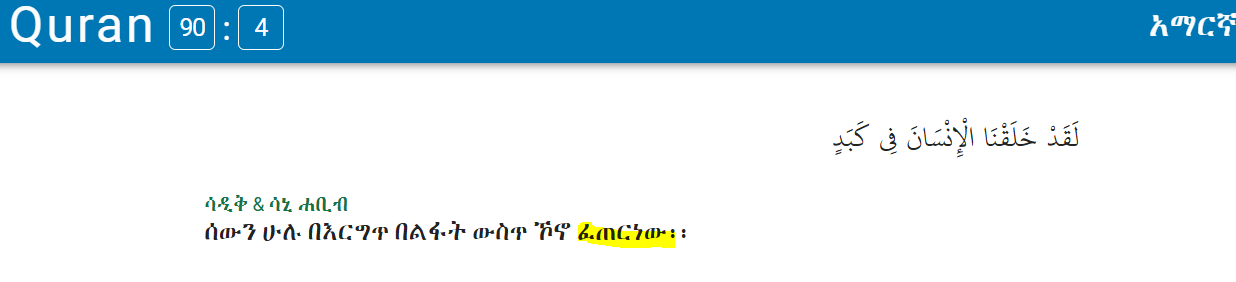 Quran 90 : 4 አማርኛ
لَقَدْ خَلَقْنَا الْإِنْسَانَ فِى كَبَدٍ
ሳዲቅ & ሳኒ ሐቢብ
ሰውን ሁሉ በእርግጥ በልፋት ውስጥ ኾኖ ፈጠርነው፡፡